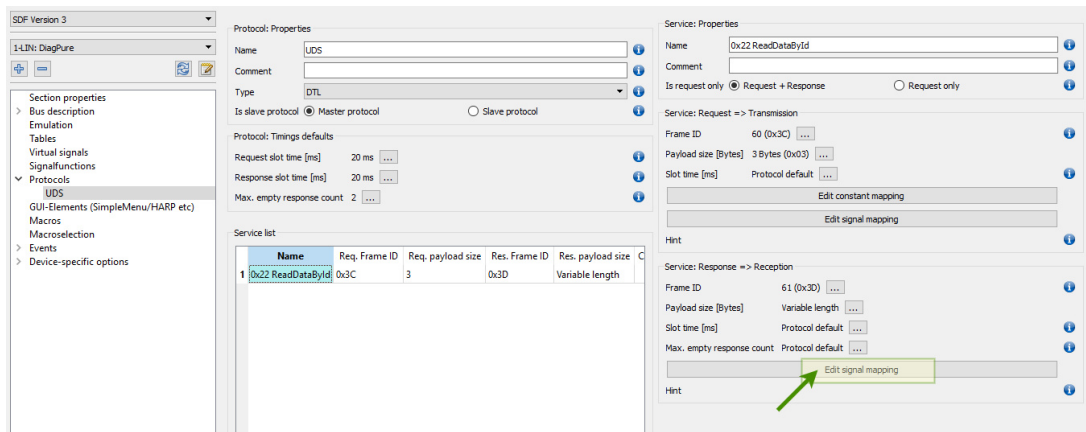 SDF Version 3
1-LIN: DiagPure
Section properties
Bus description
Emulation
Tables
Virtual signals
Signalfunctions
Protocols
UDS
GUI-Elements (SimpleMenu/HARP etc)
Macros
Macroselection
Events
Device-specific options
Protocol: Properties
Name UDS
Comment
Type DTL
Is slave protocol Master protocol Slave protocol
Protocol: Timings defaults
Request slot time [ms] 20 ms ...
Response slot time [ms] 20 ms ...
Max. empty response count 2 ...
Service list
Name Req. Frame ID Req. payload size Res. Frame ID Res. payload size C
1 0x22 ReadDataById 0x3C 3 0x3D Variable length
Service: Properties
Name 0x22 ReadDataById
Comment
Is request only Request + Response Request only
Service: Request => Transmission
Frame ID 60 (0x3C) ...
Payload size [Bytes] 3 Bytes (0x03) ...
Slot time [ms] Protocol default ...
Edit constant mapping
Edit signal mapping
Hint
Service: Response => Reception
Frame ID 61 (0x3D) ...
Payload size [Bytes] Variable length ...
Slot time [ms] Protocol default ...
Max. empty response count Protocol default ...
Edit signal mapping
Hint